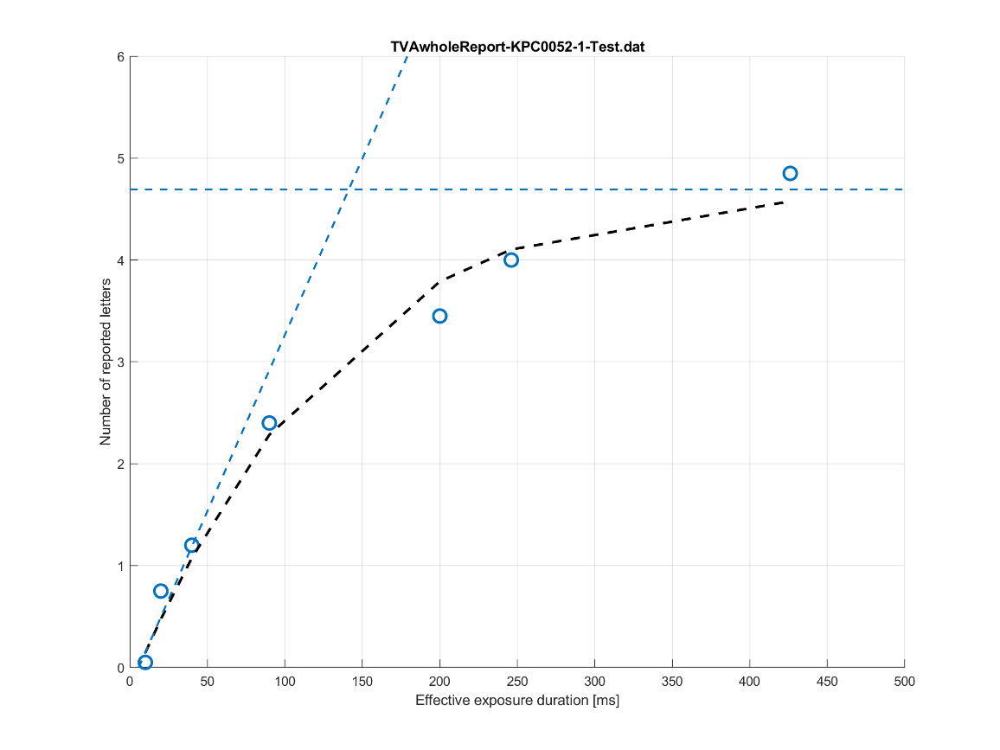 TVAwholeReport-KPC0052-1-Test.dat
6
5
4
3
2
1
0
Number of reported letters
0 50 100 150 200 250 300 350 400 450 500
Effective exposure duration [ms]